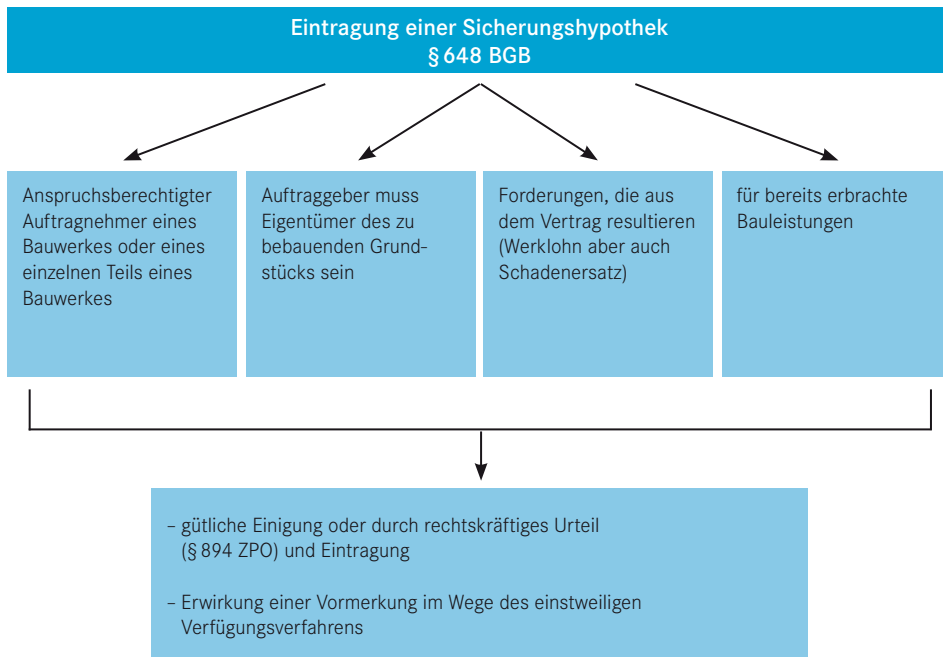 Eintragung einer Sicherungshypothek
§ 648 BGB
Anspruchsberechtigter
Auftragnehmer eines
Bauwerkes oder eines
einzelnen Teils eines
Bauwerkes
Auftraggeber muss
Eigentümer des zu
bebauenden Grund-
stücks sein
Forderungen, die aus
dem Vertrag resultieren
(Werklohn aber auch
Schadenersatz)
für bereits erbrachte
Bauleistungen
– gütliche Einigung oder durch rechtskräftiges Urteil
(§ 894 ZPO) und Eintragung
– Erwirkung einer Vormerkung im Wege des einstweiligen
Verfügungsverfahrens